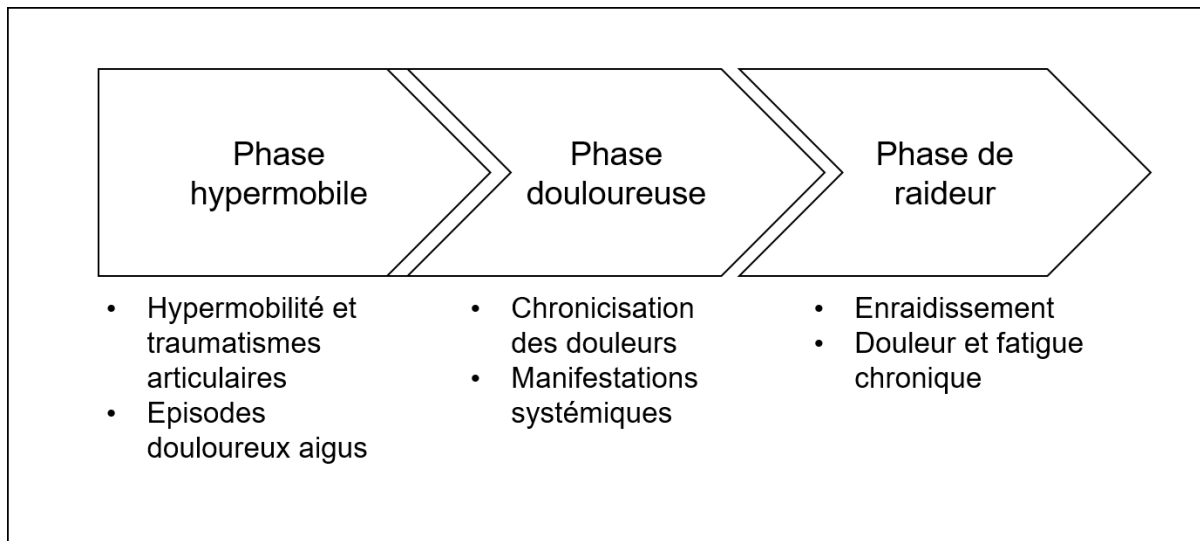 Phase
hypermobile
Phase
douloureuse
Phase de
raideur
• Hypermobilité et
traumatismes
articulaires
• Episodes
douloureux aigus
• Chronicisation
des douleurs
• Manifestations
systémiques
• Enraidissement
• Douleur et fatigue
chronique